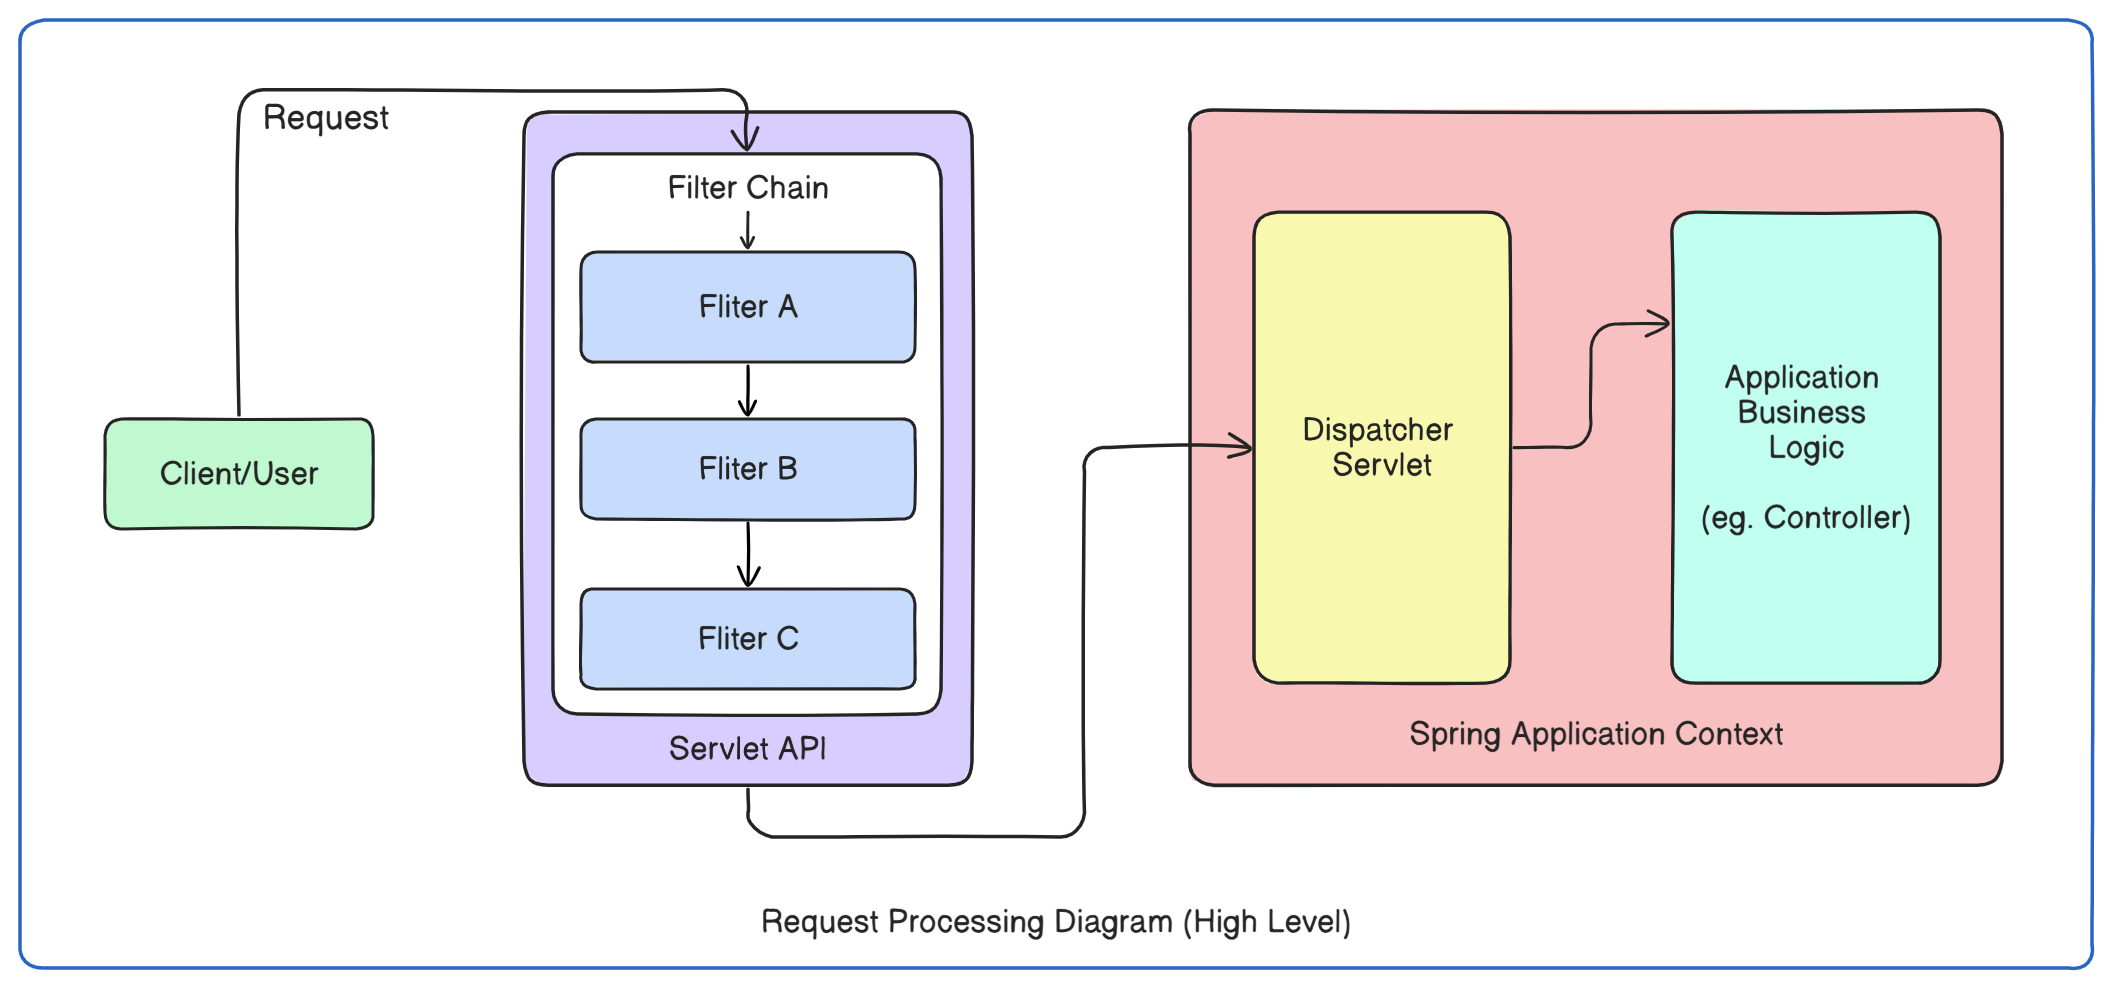 Request
Filter Chain
Fliter A
Fliter B
Fliter C
Servlet API
Client/User
Dispatcher
Servlet
Application
Business
Logic
(eg. Controller)
Spring Application Context
Request Processing Diagram (High Level)